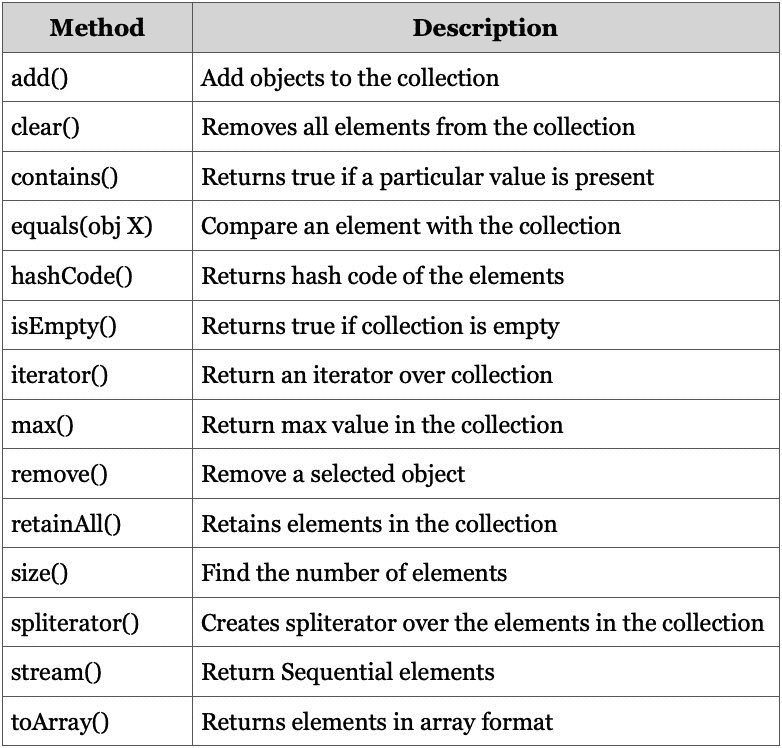 Method Description
add() Add objects to the collection
clear() Removes all elements from the collection
contains() Returns true if a particular value is present
equals(obj X) Compare an element with the collection
hashCode() Returns hash code of the elements
isEmpty() Returns true if collection is empty
iterator() Return an iterator over collection
max() Return max value in the collection
remove() Remove a selected object
retainAll() Retains elements in the collection
size() Find the number of elements
spliterator() Creates spliterator over the elements in the collection
stream() Return Sequential elements
toArray() Returns elements in array format